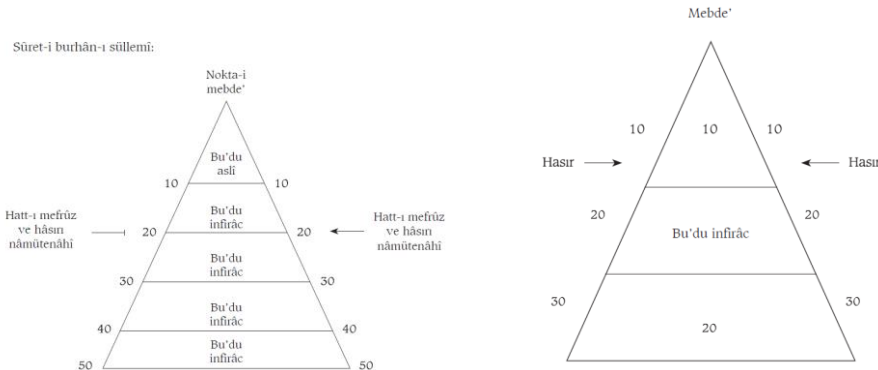 Sûret-i burhân-ı süllemî:
Nokta-i
mebde'
Bu'du
aslî
10
10
Bu'du
infirâc
Hatt-ı mefrûz
ve hâsın
nâmütenâhî
20
20
Hatt-ı mefrûz
ve hâsın
nâmütenâhî
Bu'du
infirâc
30
30
Bu'du
infirâc
40
40
Bu'du
infirâc
50
50
Mebde'
10
10
10
Hasır
Hasır
20
Bu'du infirâc
20
30
20
30